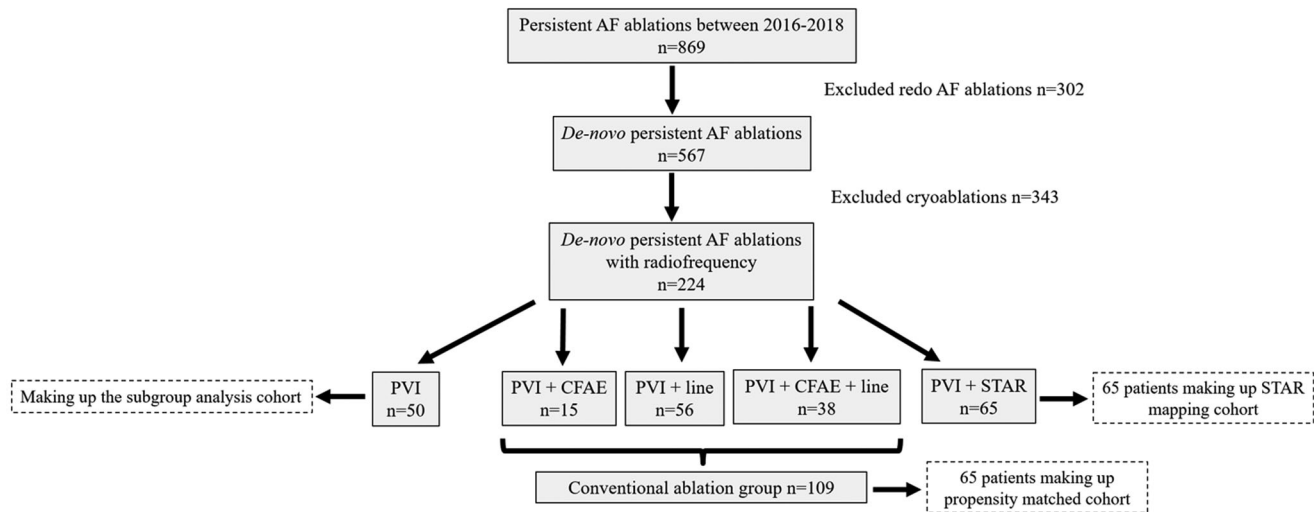 Persistent AF ablations between 2016-2018
n=869
Excluded redo AF ablations n=302
De-novo persistent AF ablations
n=567
Excluded cryoablations n=343
De-novo persistent AF ablations
with radiofrequency
n=224
Making up the subgroup analysis cohort
PVI
n=50
PVI + CFAE
n=15
PVI + line
n=56
PVI + CFAE + line
n=38
PVI + STAR
n=65
65 patients making up STAR
mapping cohort
Conventional ablation group n=109
65 patients making up
propensity matched cohort